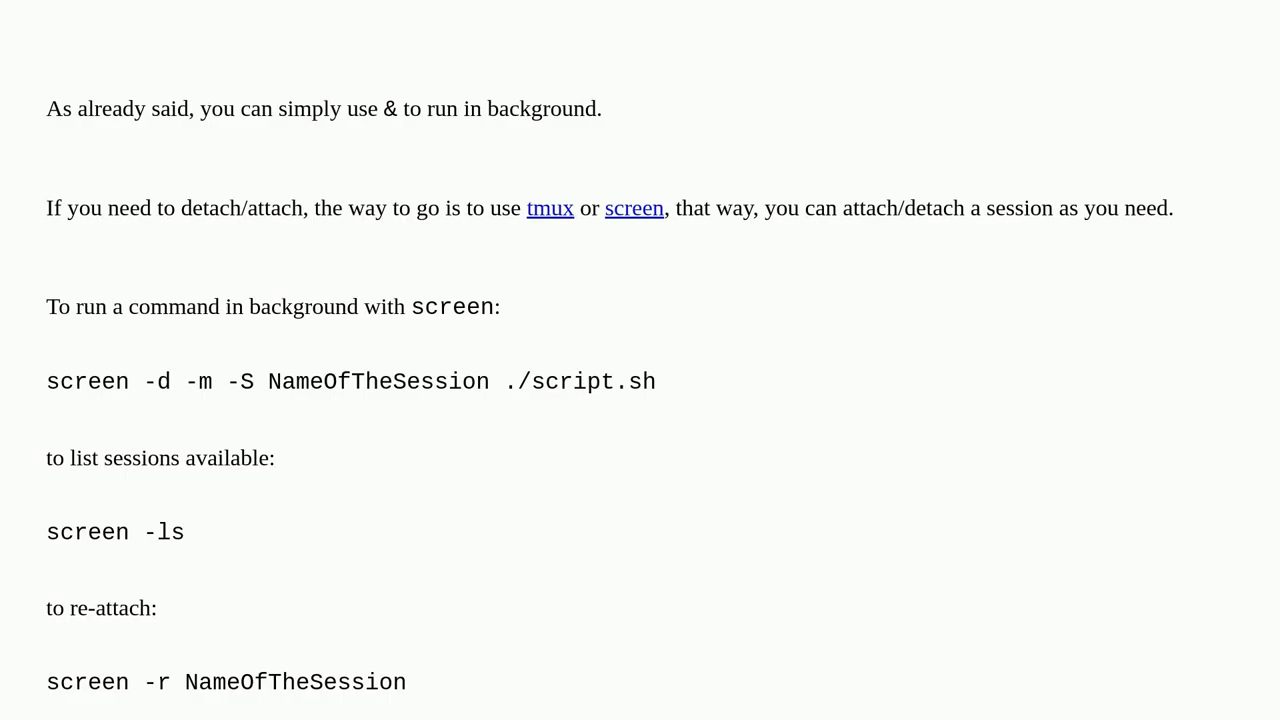 As already said, you can simply use & to run in background.
If you need to detach/attach, the way to go is to use tmux or screen, that way, you can attach/detach a session as you need.
To run a command in background with screen:
screen -d -m -S NameOfTheSession ./script.sh
to list sessions available:
screen -ls
to re-attach:
screen -r NameOfTheSession